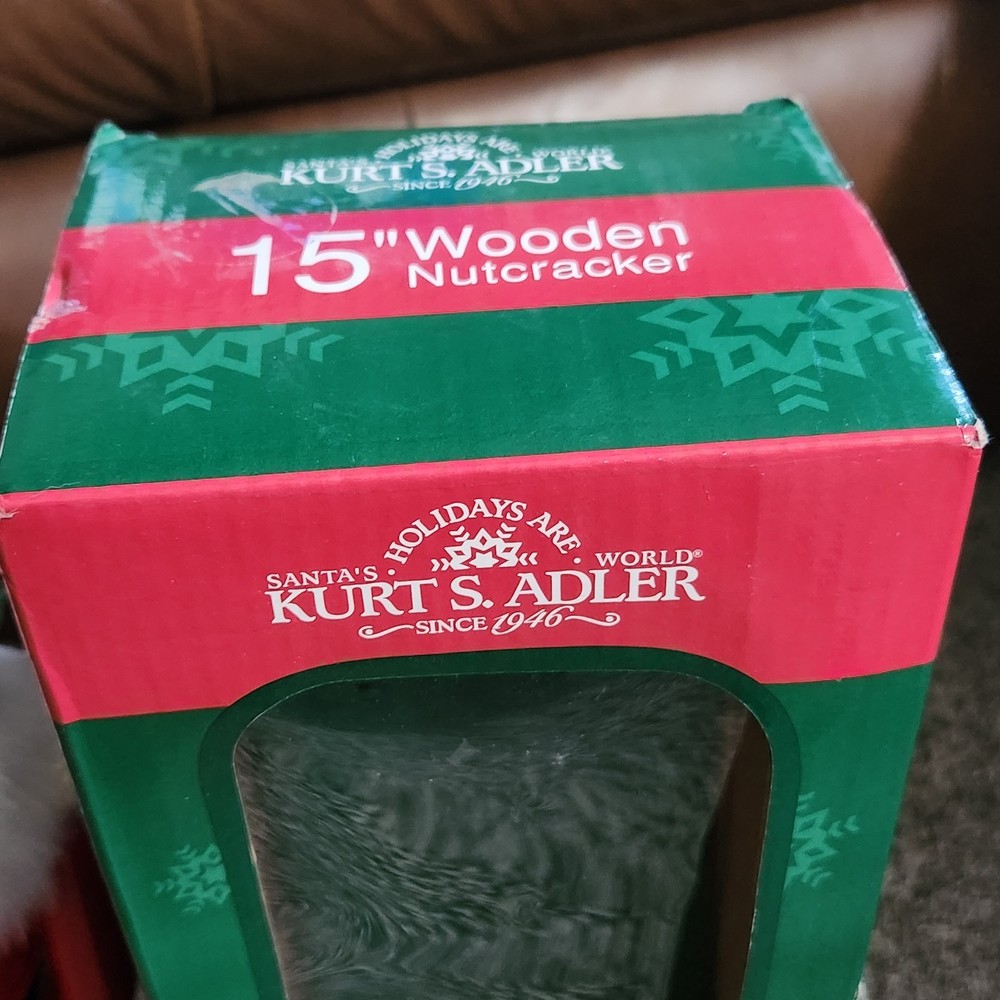 HOLIDAYS ARE
SANTA'S WORLD
KURT S. ADLER
SINCE 1946
15" Wooden
Nutcracker
· HOLIDAYS ARE ·
SANTA'S WORLD®
KURT S. ADLER
SINCE 1946